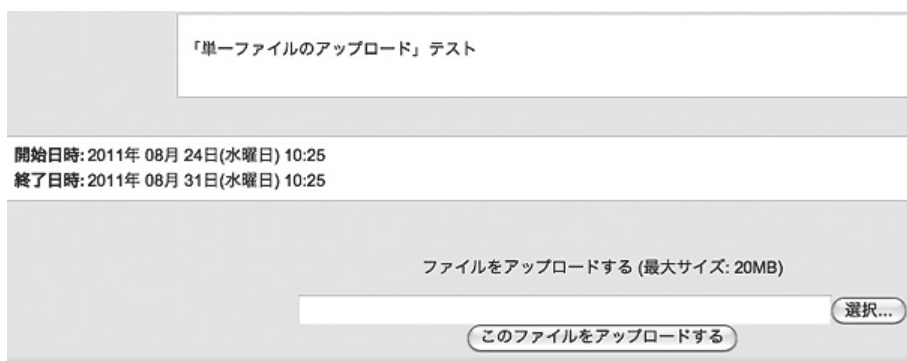 「単一ファイルのアップロード」テスト
開始日時: 2011年 08月 24日(水曜日) 10:25
終了日時: 2011年 08月 31日(水曜日) 10:25
ファイルをアップロードする (最大サイズ: 20MB)
選択...
このファイルをアップロードする